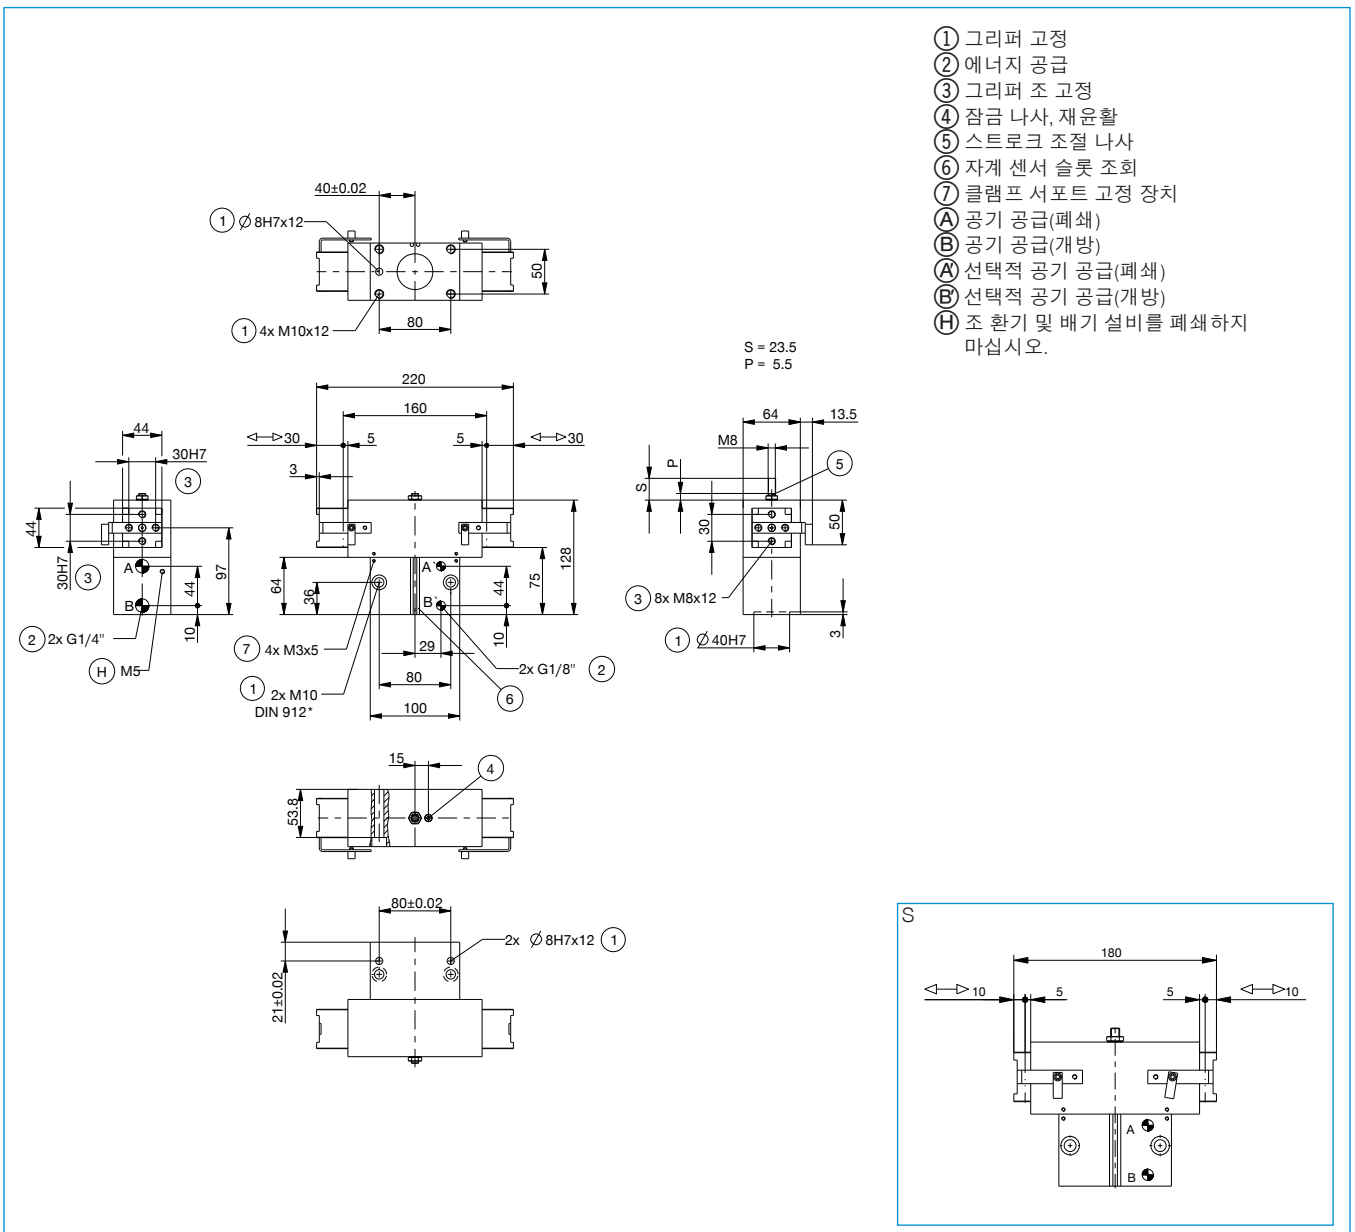 ① 그리퍼 고정
② 에너지 공급
③ 그리퍼 조 고정
④ 잠금 나사, 재윤활
⑤ 스트로크 조절 나사
⑥ 자계 센서 슬롯 조회
⑦ 클램프 서포트 고정 장치
Ⓐ 공기 공급(폐쇄)
Ⓑ 공기 공급(개방)
A' 선택적 공기 공급(폐쇄)
B' 선택적 공기 공급(개방)
Ⓗ 조 환기 및 배기 설비를 폐쇄하지
마십시오.
40±0.02
① Ø 8H7x12
50
① 4x M10x12
80
S = 23.5
P = 5.5
44
30H7
③
44
30H7
③
97
A
44
B
10
② 2x G1/4"
Ⓗ M5
220
160
30
5
5
30
3
128
64
36
A'
B'
44
75
10
29
⑦ 4x M3x5
2x G1/8" ②
80
① 2x M10
DIN 912*
⑥
100
64
13.5
M8
P
⑤
S
30
50
③ 8x M8x12
① Ø 40H7
3
15
④
53.8
80±0.02
2x Ø 8H7x12 ①
21±0.02
S
180
10
5
5
10
A
B